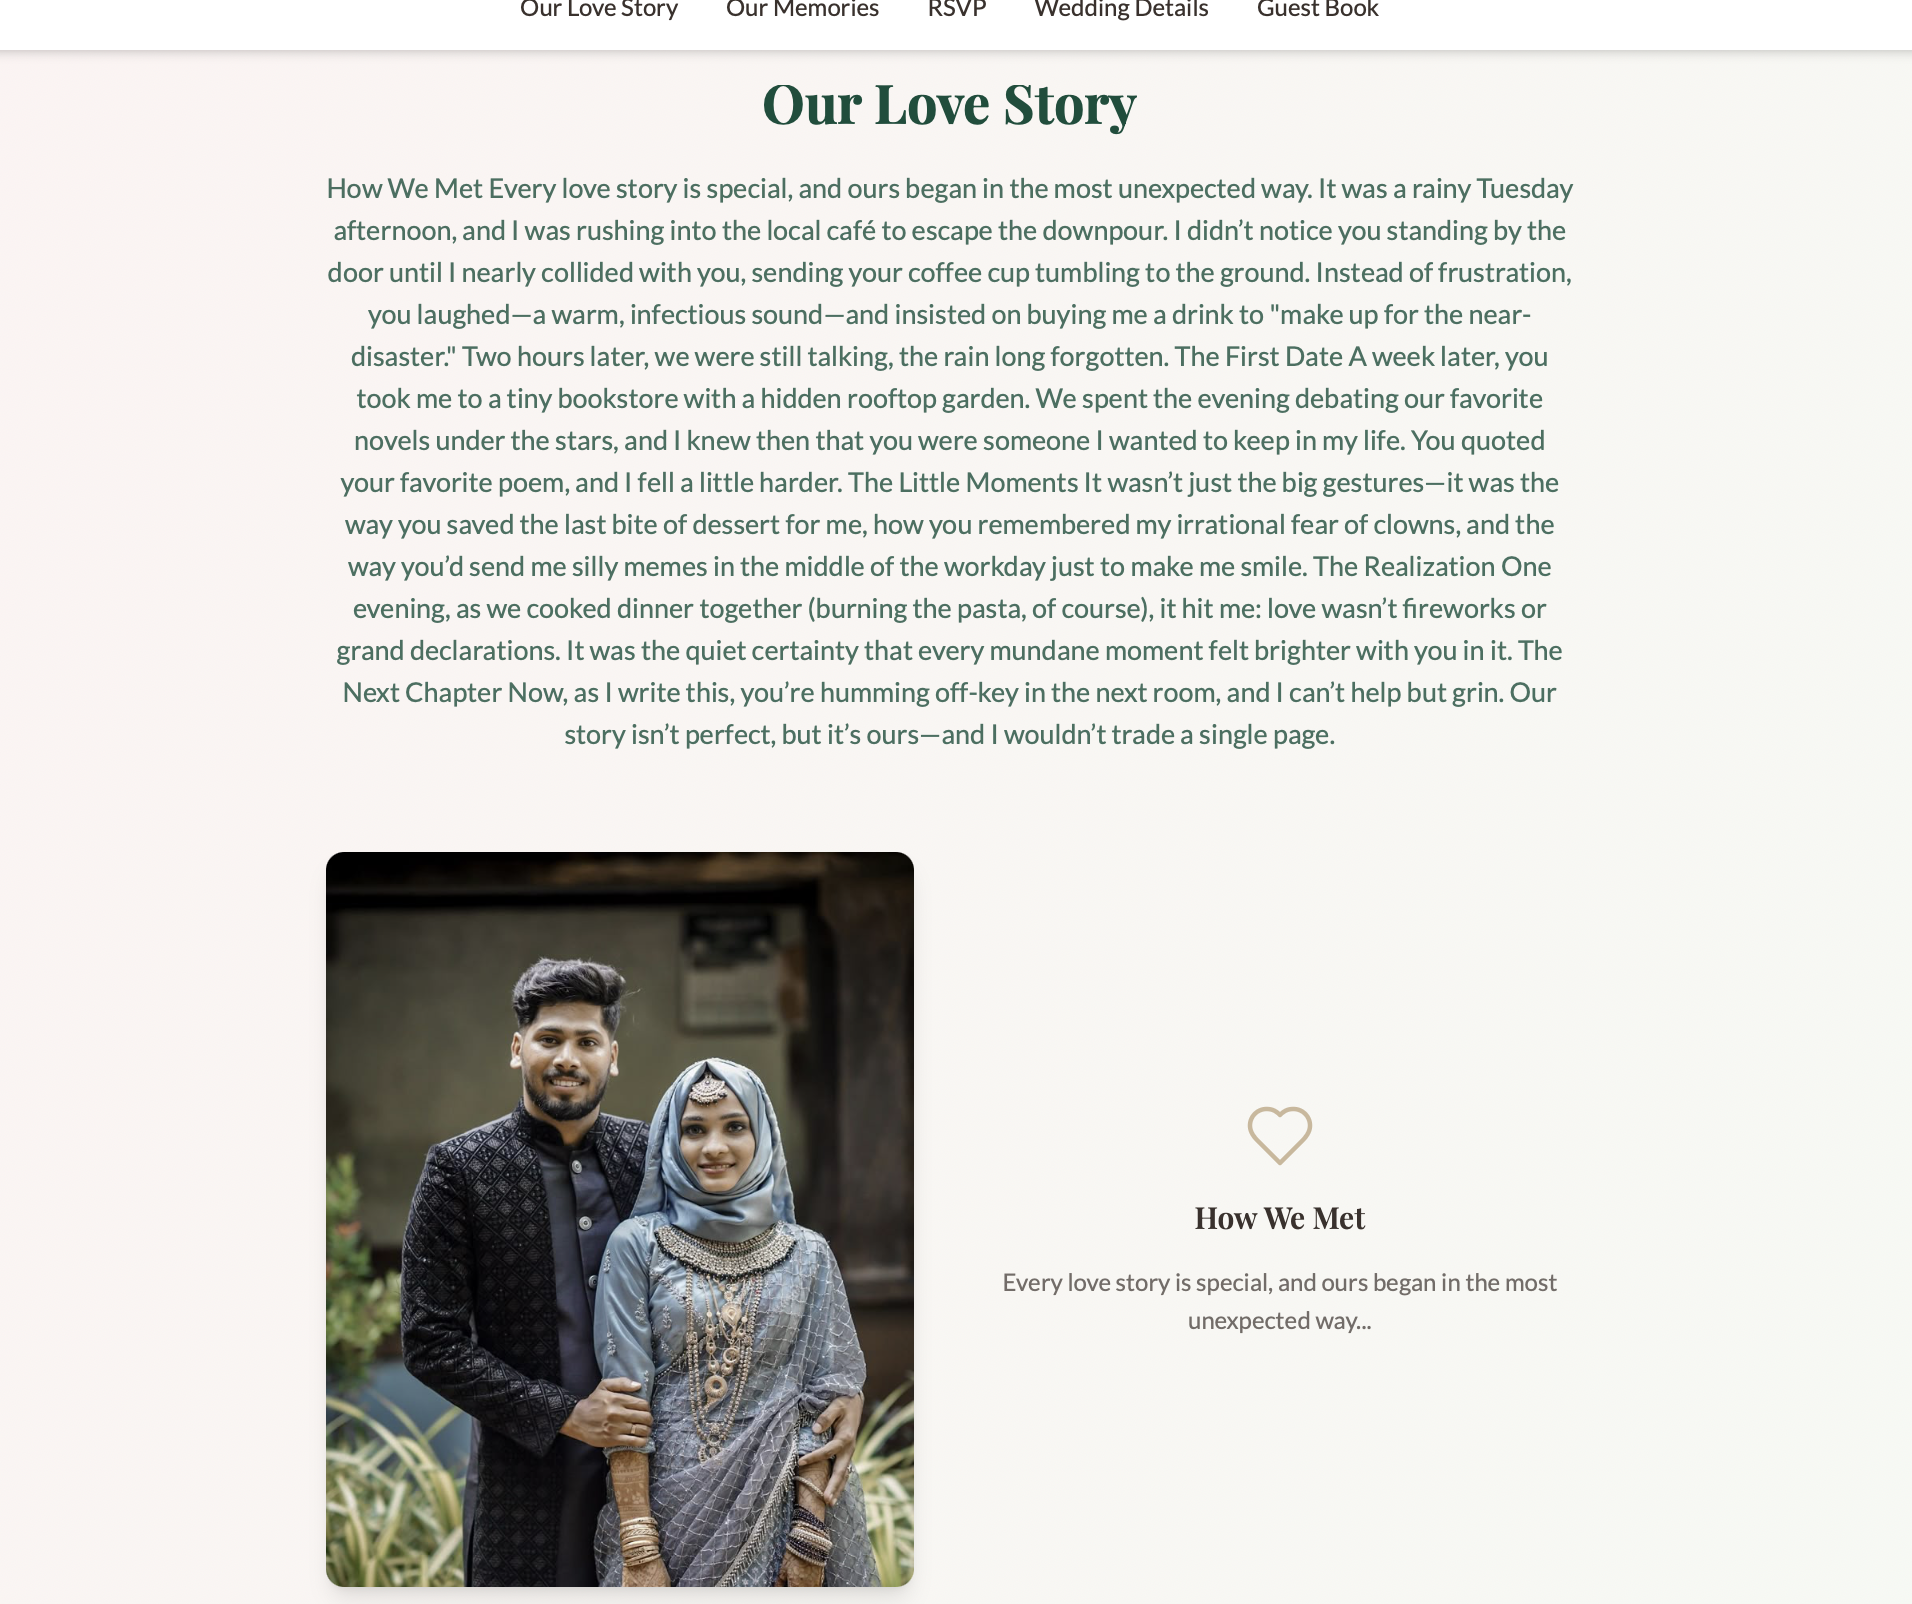 Our Love Story Our Memories RSVP Wedding Details Guest Book
Our Love Story
How We Met Every love story is special, and ours began in the most unexpected way. It was a rainy Tuesday
afternoon, and I was rushing into the local café to escape the downpour. I didn’t notice you standing by the
door until I nearly collided with you, sending your coffee cup tumbling to the ground. Instead of frustration,
you laughed—a warm, infectious sound—and insisted on buying me a drink to "make up for the near-
disaster." Two hours later, we were still talking, the rain long forgotten. The First Date A week later, you
took me to a tiny bookstore with a hidden rooftop garden. We spent the evening debating our favorite
novels under the stars, and I knew then that you were someone I wanted to keep in my life. You quoted
your favorite poem, and I fell a little harder. The Little Moments It wasn’t just the big gestures—it was the
way you saved the last bite of dessert for me, how you remembered my irrational fear of clowns, and the
way you’d send me silly memes in the middle of the workday just to make me smile. The Realization One
evening, as we cooked dinner together (burning the pasta, of course), it hit me: love wasn’t fireworks or
grand declarations. It was the quiet certainty that every mundane moment felt brighter with you in it. The
Next Chapter Now, as I write this, you’re humming off-key in the next room, and I can’t help but grin. Our
story isn’t perfect, but it’s ours—and I wouldn’t trade a single page.
How We Met
Every love story is special, and ours began in the most
unexpected way...